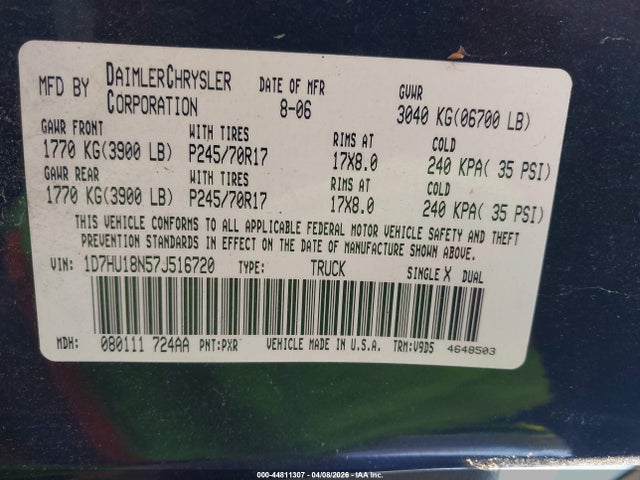 MFD BY DAIMLERCHRYSLER CORPORATION DATE OF MFR 8-06 GVWR 3040 KG(06700 LB)
GAWR FRONT WITH TIRES RIMS AT COLD
1770 KG(3900 LB) P245/70R17 17X8.0 240 KPA( 35 PSI)
GAWR REAR WITH TIRES RIMS AT COLD
1770 KG(3900 LB) P245/70R17 17X8.0 240 KPA( 35 PSI)
THIS VEHICLE CONFORMS TO ALL APPLICABLE FEDERAL MOTOR VEHICLE SAFETY AND THEFT
PREVENTION STANDARDS IN EFFECT ON THE DATE OF MANUFACTURE SHOWN ABOVE.
VIN: 1D7HU18N57J516720 TYPE: TRUCK SINGLE X DUAL
MDH: 080111 724AA PNT:PXR VEHICLE MADE IN U.S.A. TRM:V9D5 4648503
000-44811307 - 04/08/2026 - IAA Inc.